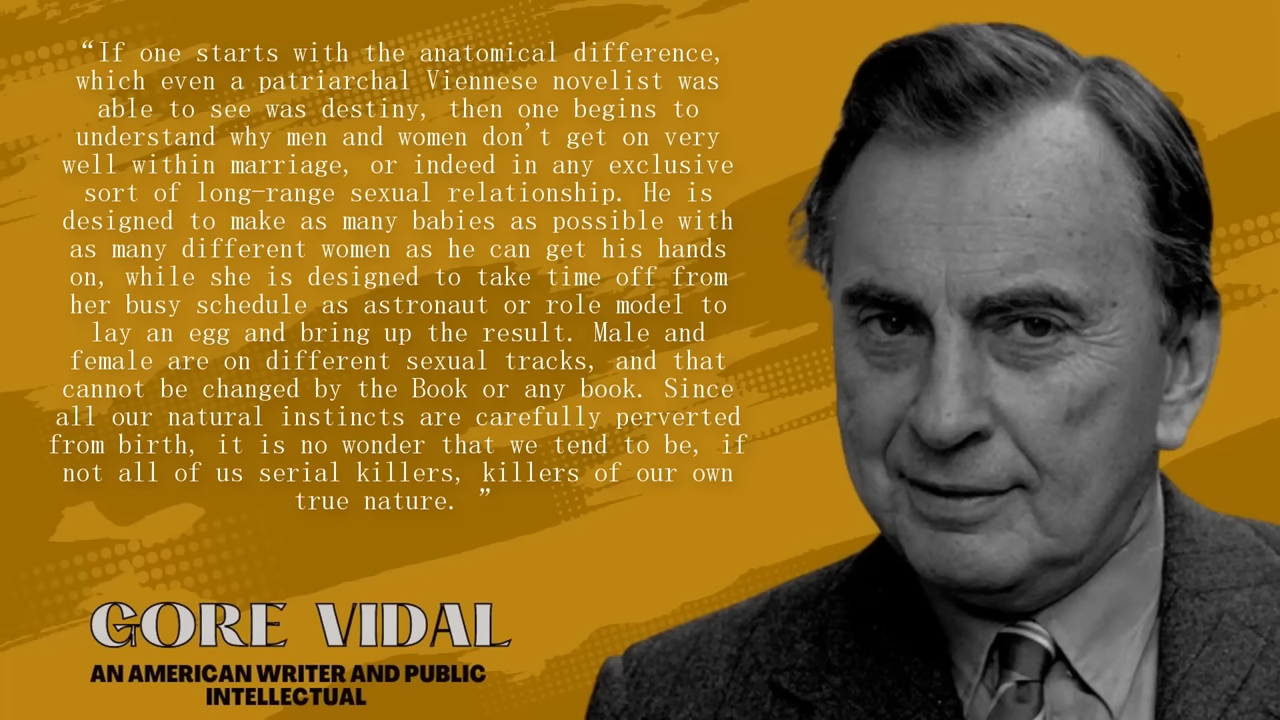 “If one starts with the anatomical difference,
which even a patriarchal Viennese novelist was
able to see was destiny, then one begins to
understand why men and women don't get on very
well within marriage, or indeed in any exclusive
sort of long-range sexual relationship. He is
designed to make as many babies as possible with
as many different women as he can get his hands
on, while she is designed to take time off from
her busy schedule as astronaut or role model to
lay an egg and bring up the result. Male and
female are on different sexual tracks, and that
cannot be changed by the Book or any book. Since
all our natural instincts are carefully perverted
from birth, it is no wonder that we tend to be, if
not all of us serial killers, killers of our own
true nature. ”
GORE VIDAL
AN AMERICAN WRITER AND PUBLIC
INTELLECTUAL